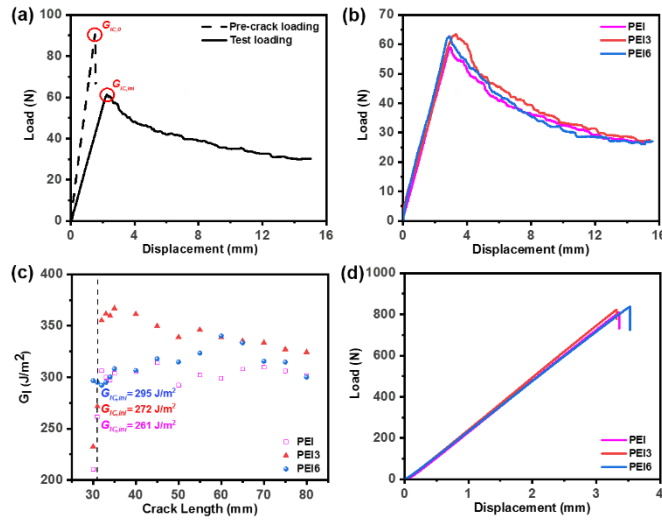 (a)
G_IC,0
Pre-crack loading
Test loading
G_IC,ini
Load (N)
100
80
60
40
20
0
0 4 8 12 16
Displacement (mm)
(b)
PEI
PEI3
PEI6
Load (N)
70
60
50
40
30
20
10
0
0 4 8 12 16
Displacement (mm)
(c)
G_I (J/m²)
400
350
300
250
200
G_IC,ini = 295 J/m²
G_IC,ini = 272 J/m²
G_IC,ini = 261 J/m²
PEI
PEI3
PEI6
30 40 50 60 70 80
Crack Length (mm)
(d)
Load (N)
1000
800
600
400
200
0
PEI
PEI3
PEI6
0 1 2 3 4
Displacement (mm)